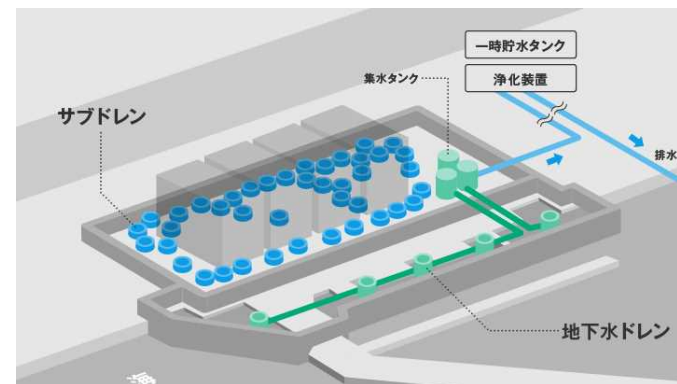 一時貯水タンク
集水タンク
浄化装置
サブドレン
排水
地下水ドレン